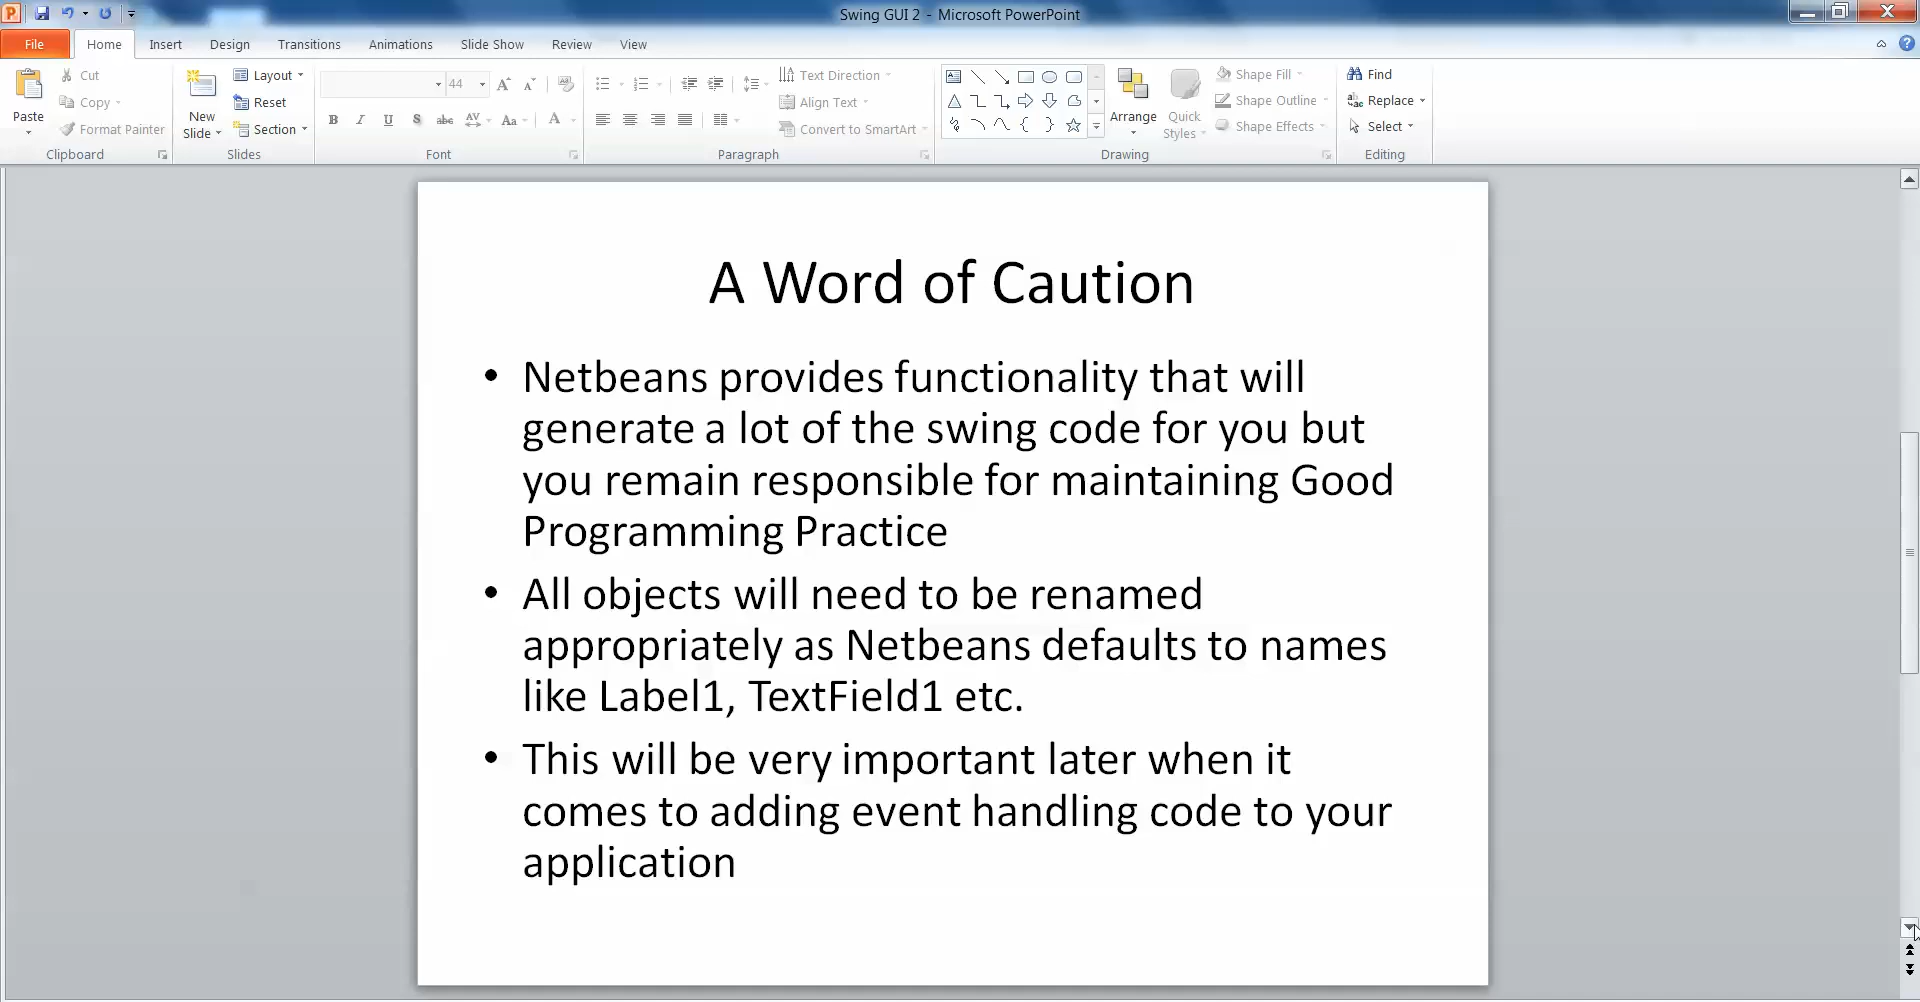 Swing GUI 2 - Microsoft PowerPoint
File Home Insert Design Transitions Animations Slide Show Review View
Paste
Cut
Copy
Format Painter
Clipboard
New
Slide
Layout
Reset
Section
Slides
44
B I U S abc AV Aa A
Font
Text Direction
Align Text
Convert to SmartArt
Paragraph
Arrange
Quick
Styles
Shape Fill
Shape Outline
Shape Effects
Drawing
Find
Replace
Select
Editing
A Word of Caution
• Netbeans provides functionality that will
generate a lot of the swing code for you but
you remain responsible for maintaining Good
Programming Practice
• All objects will need to be renamed
appropriately as Netbeans defaults to names
like Label1, TextField1 etc.
• This will be very important later when it
comes to adding event handling code to your
application